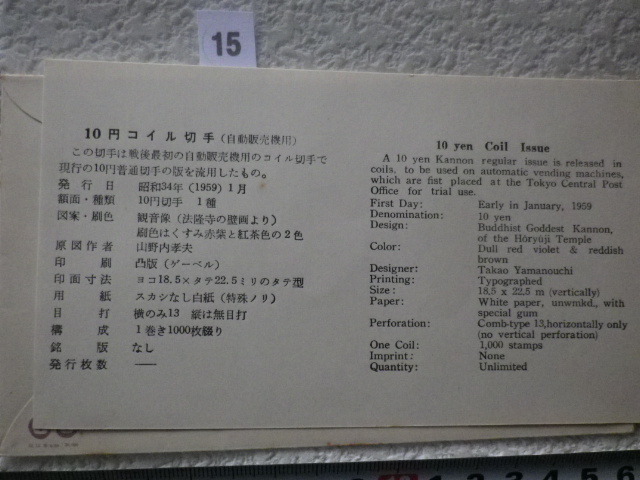 15
10円コイル切手(自動販売機用)
この切手は戦後最初の自動販売機用のコイル切手で
現行の10円普通切手の版を流用したもの。
発行日 昭和34年(1959)1月
額面・種類 10円切手 1種
図案・刷色 観音像(法隆寺の壁画より)
刷色はくすみ赤紫と紅茶色の2色
原図作者 山野内孝夫
印刷 凸版(ゲーベル)
印面寸法 ヨコ18.5×タテ22.5ミリのタテ型
用紙 スカシなし白紙(特殊ノリ)
目打 横のみ13 縦は無目打
構成 1巻き1000枚綴り
銘版 なし
発行枚数 ——
10 yen Coil Issue
A 10 yen Kannon regular issue is released in
coils, to be used on automatic vending machines,
which are fist placed at the Tokyo Central Post
Office for trial use.
First Day: Early in January, 1959
Denomination: 10 yen
Design: Buddhist Goddest Kannon,
of the Hōryūji Temple
Color: Dull red violet & reddish
brown
Designer: Takao Yamanouchi
Printing: Typographed
Size: 18.5 x 22.5 m (vertically)
Paper: White paper, unwmkd., with
special gum
Perforation: Comb-type 13, horizontally only
(no vertical perforation)
One Coil: 1,000 stamps
Imprint: None
Quantity: Unlimited
1 2 3 4 5 6